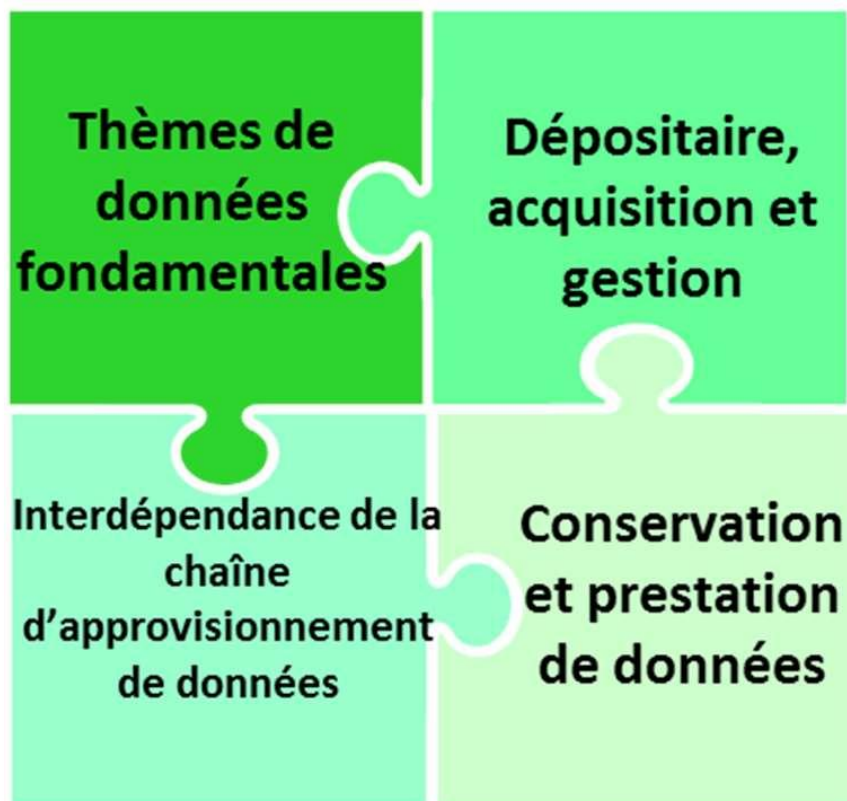 Thèmes de
données
fondamentales
Dépositaire,
acquisition et
gestion
Interdépendance de la
chaîne
d’approvisionnement
de données
Conservation
et prestation
de données